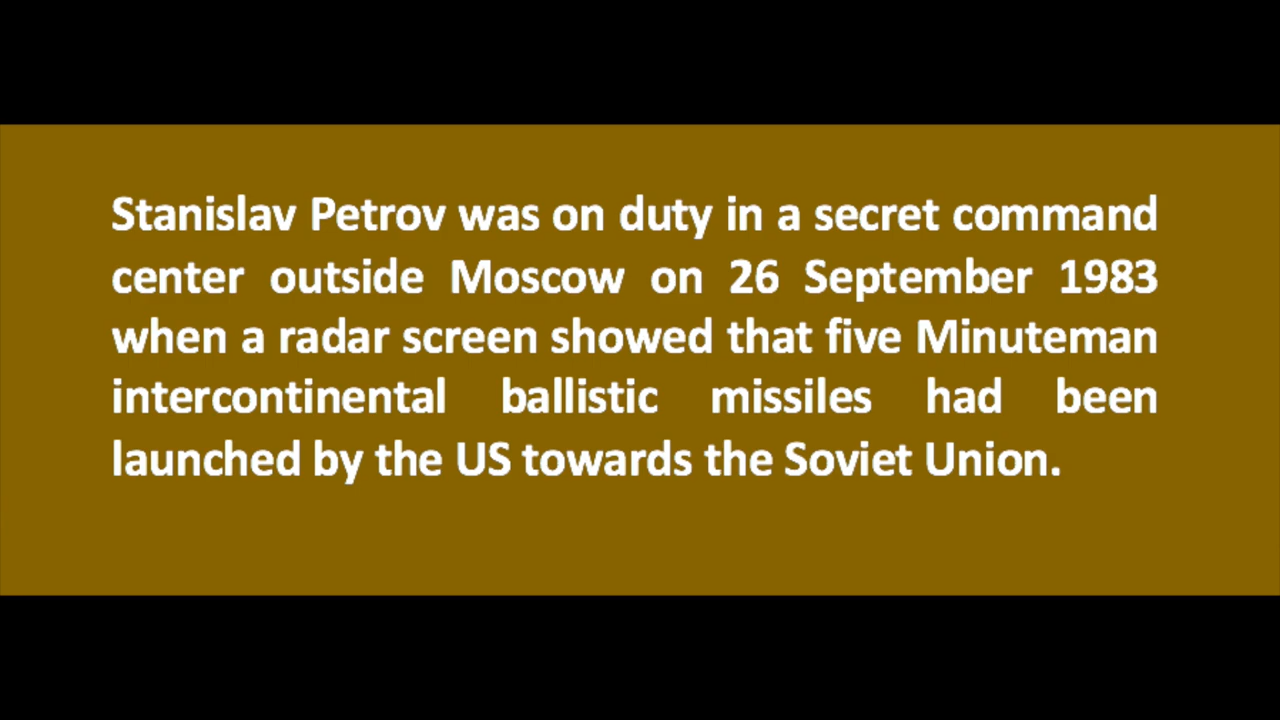 Stanislav Petrov was on duty in a secret command
center outside Moscow on 26 September 1983
when a radar screen showed that five Minuteman
intercontinental ballistic missiles had been
launched by the US towards the Soviet Union.